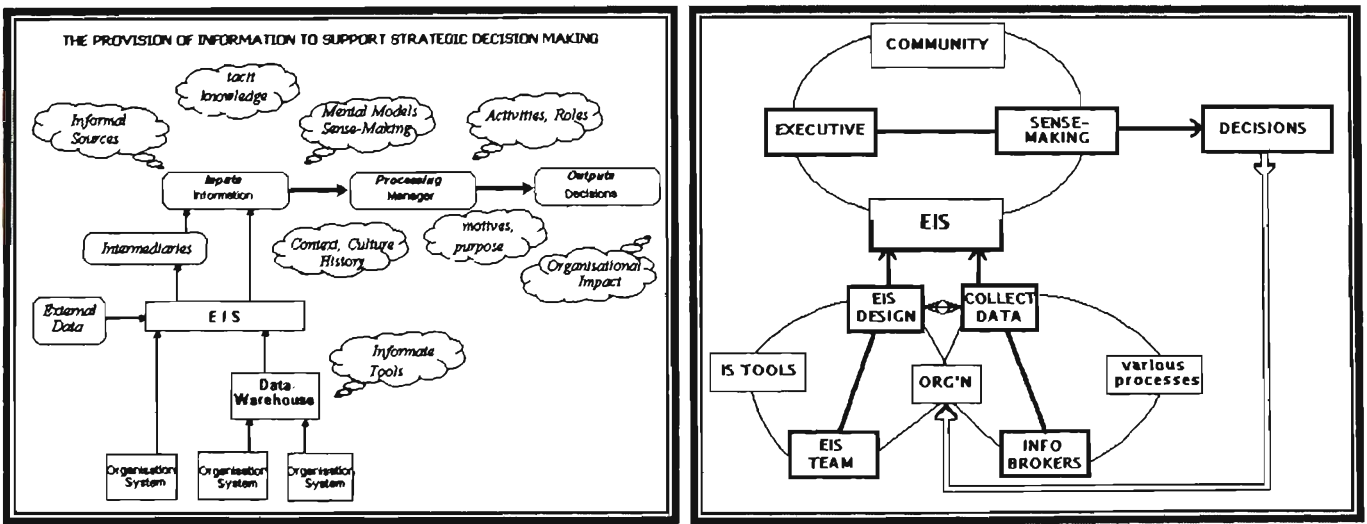 THE PROVISION OF INFORMATION TO SUPPORT STRATEGIC DECISION MAKING
tacit
knowledge
Informal
Sources
Mental Models
Sense-Making
Activities, Roles
Inputs
Information
Processing
Manager
Outputs
Decisions
Intermediaries
Context, Culture
History
motives,
purpose
Organisational
Impact
External
Data
EIS
Informate
Tools
Data
Warehouse
Organisation
System
Organisation
System
Organisation
System
COMMUNITY
EXECUTIVE
SENSE-
MAKING
DECISIONS
EIS
EIS
DESIGN
COLLECT
DATA
IS TOOLS
ORG'N
various
processes
EIS
TEAM
INFO
BROKERS